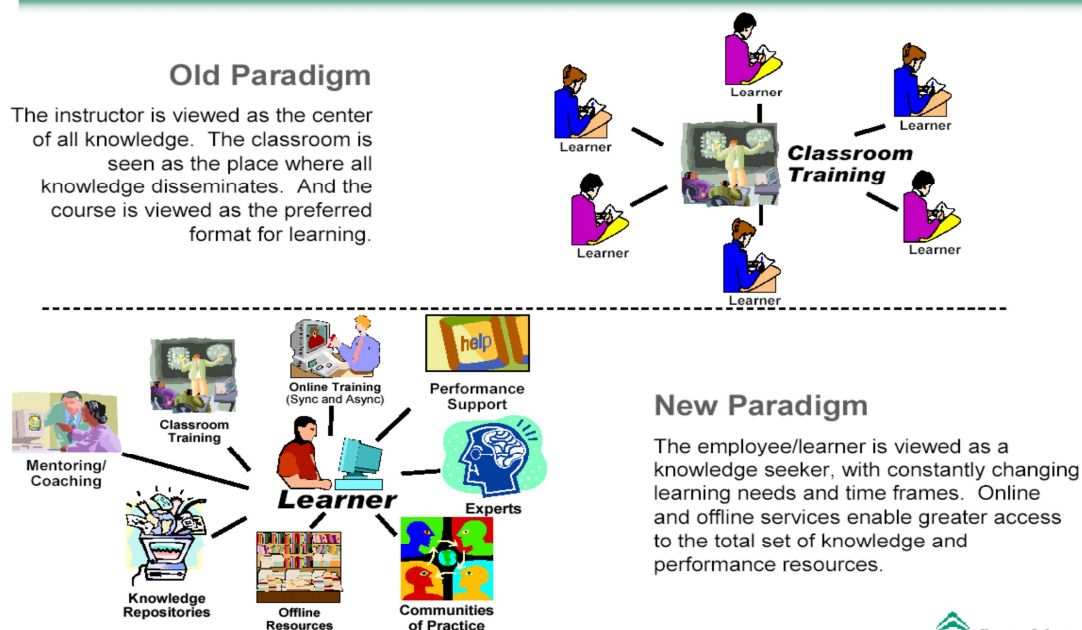 Old Paradigm
The instructor is viewed as the center
of all knowledge. The classroom is
seen as the place where all
knowledge disseminates. And the
course is viewed as the preferred
format for learning.
Learner
Learner
Learner
Classroom
Training
Learner
Learner
Learner
help
Online Training
(Sync and Async)
Performance
Support
Classroom
Training
Mentoring/
Coaching
Learner
Experts
Knowledge
Repositories
Offline
Resources
Communities
of Practice
New Paradigm
The employee/learner is viewed as a
knowledge seeker, with constantly changing
learning needs and time frames. Online
and offline services enable greater access
to the total set of knowledge and
performance resources.